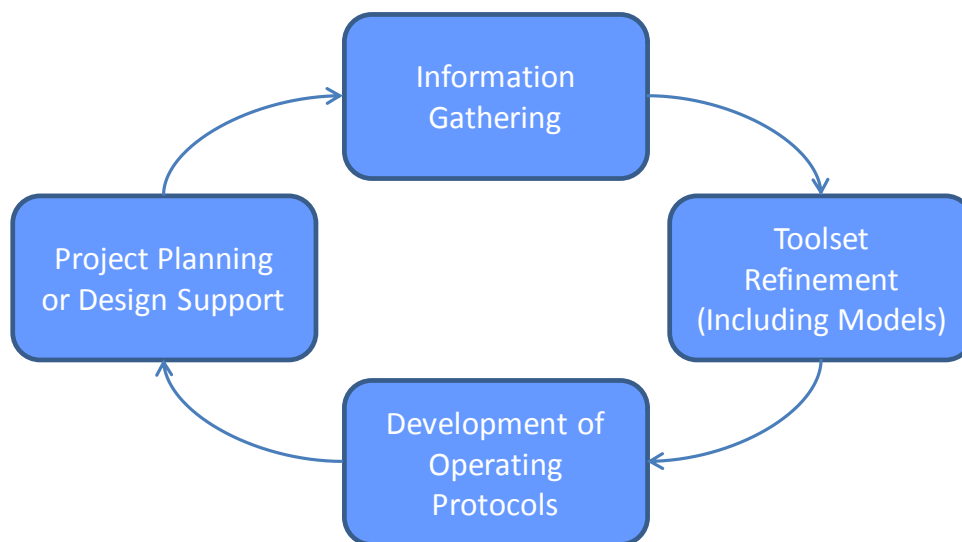 Information
Gathering
Toolset
Refinement
(Including Models)
Development of
Operating
Protocols
Project Planning
or Design Support